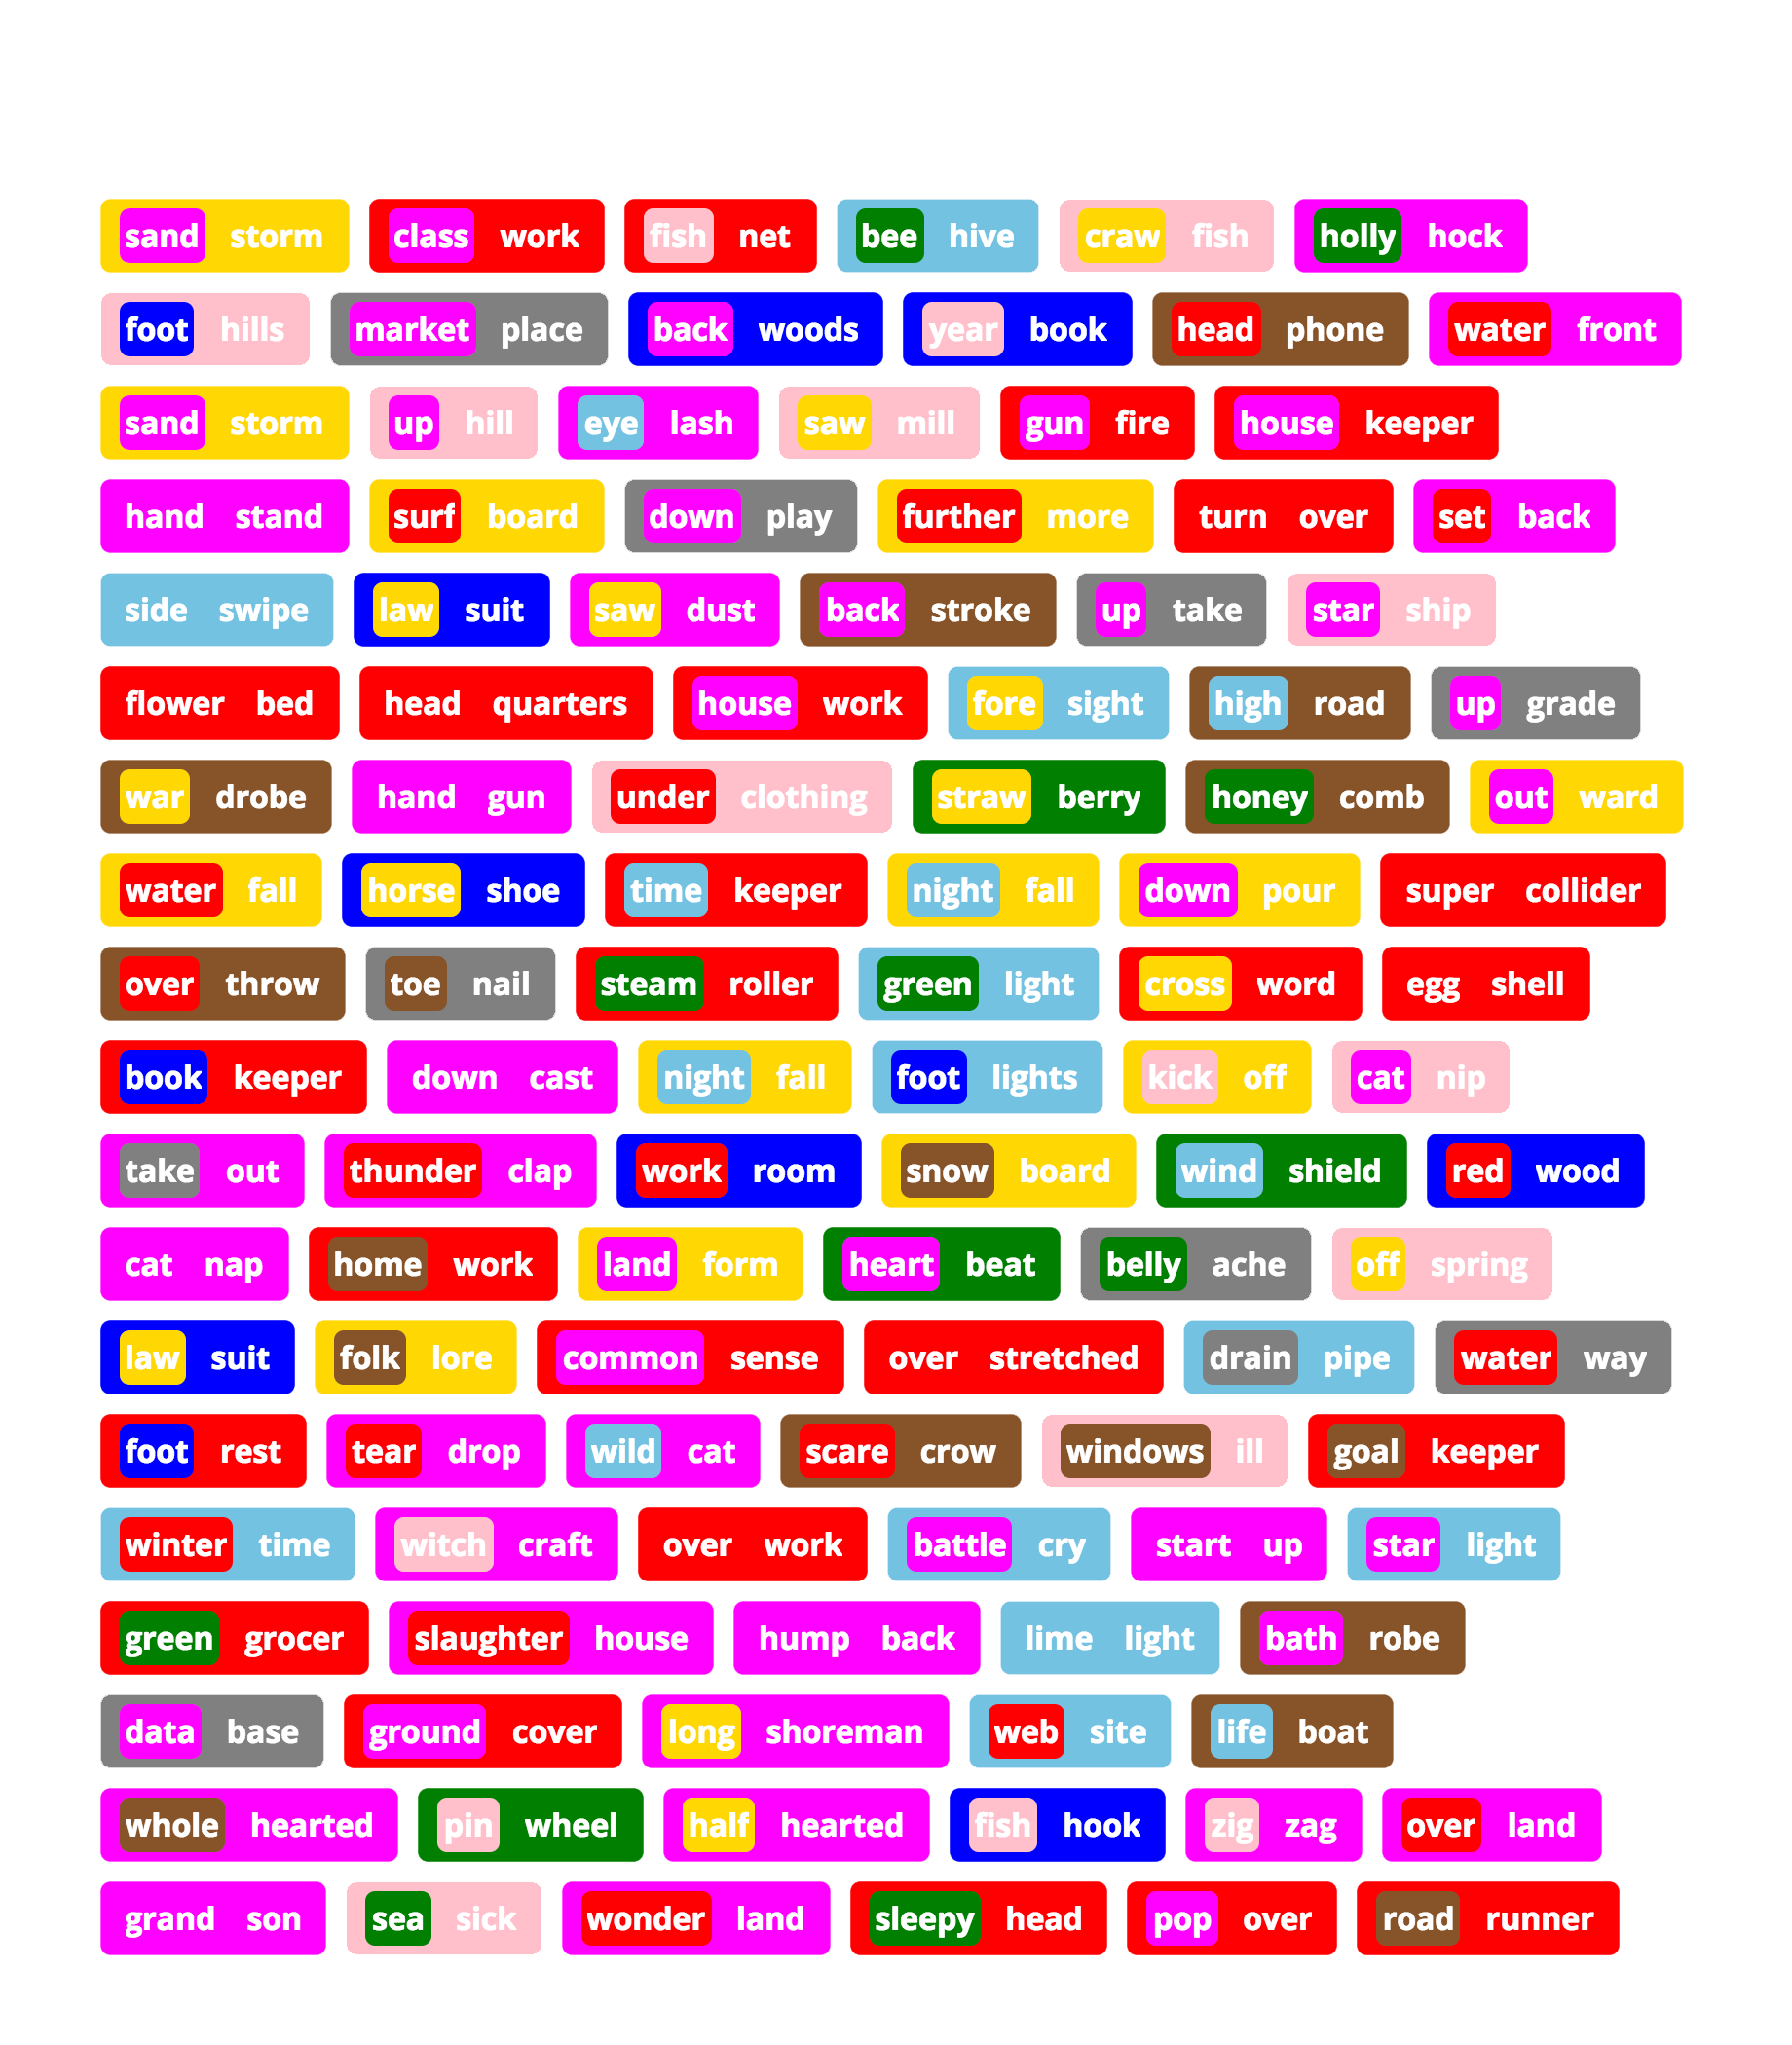 sand storm class work fish net bee hive craw fish holly hock
foot hills market place back woods year book head phone water front
sand storm up hill eye lash saw mill gun fire house keeper
hand stand surf board down play further more turn over set back
side swipe law suit saw dust back stroke up take star ship
flower bed head quarters house work fore sight high road up grade
war drobe hand gun under clothing straw berry honey comb out ward
water fall horse shoe time keeper night fall down pour super collider
over throw toe nail steam roller green light cross word egg shell
book keeper down cast night fall foot lights kick off cat nip
take out thunder clap work room snow board wind shield red wood
cat nap home work land form heart beat belly ache off spring
law suit folk lore common sense over stretched drain pipe water way
foot rest tear drop wild cat scare crow windows ill goal keeper
winter time witch craft over work battle cry start up star light
green grocer slaughter house hump back lime light bath robe
data base ground cover long shoreman web site life boat
whole hearted pin wheel half hearted fish hook zig zag over land
grand son sea sick wonder land sleepy head pop over road runner